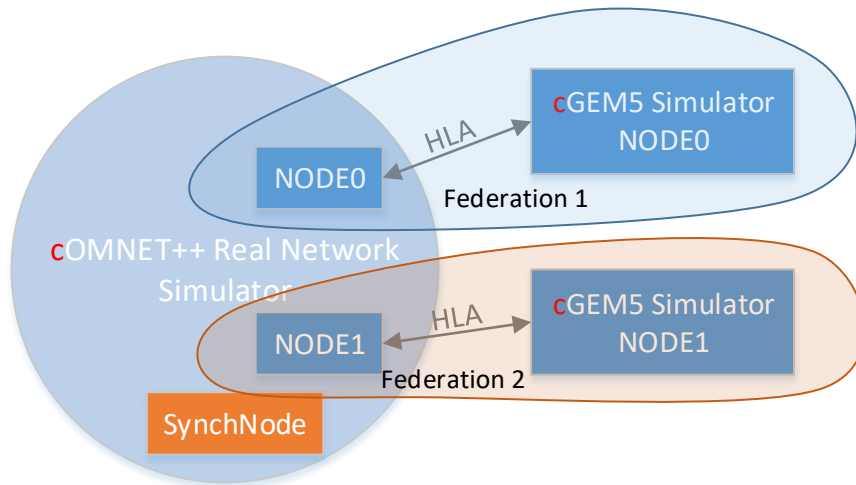 cGEM5 Simulator
NODE0
HLA
NODE0
Federation 1
cOMNET++ Real Network
Simulator
cGEM5 Simulator
NODE1
HLA
NODE1
Federation 2
SynchNode